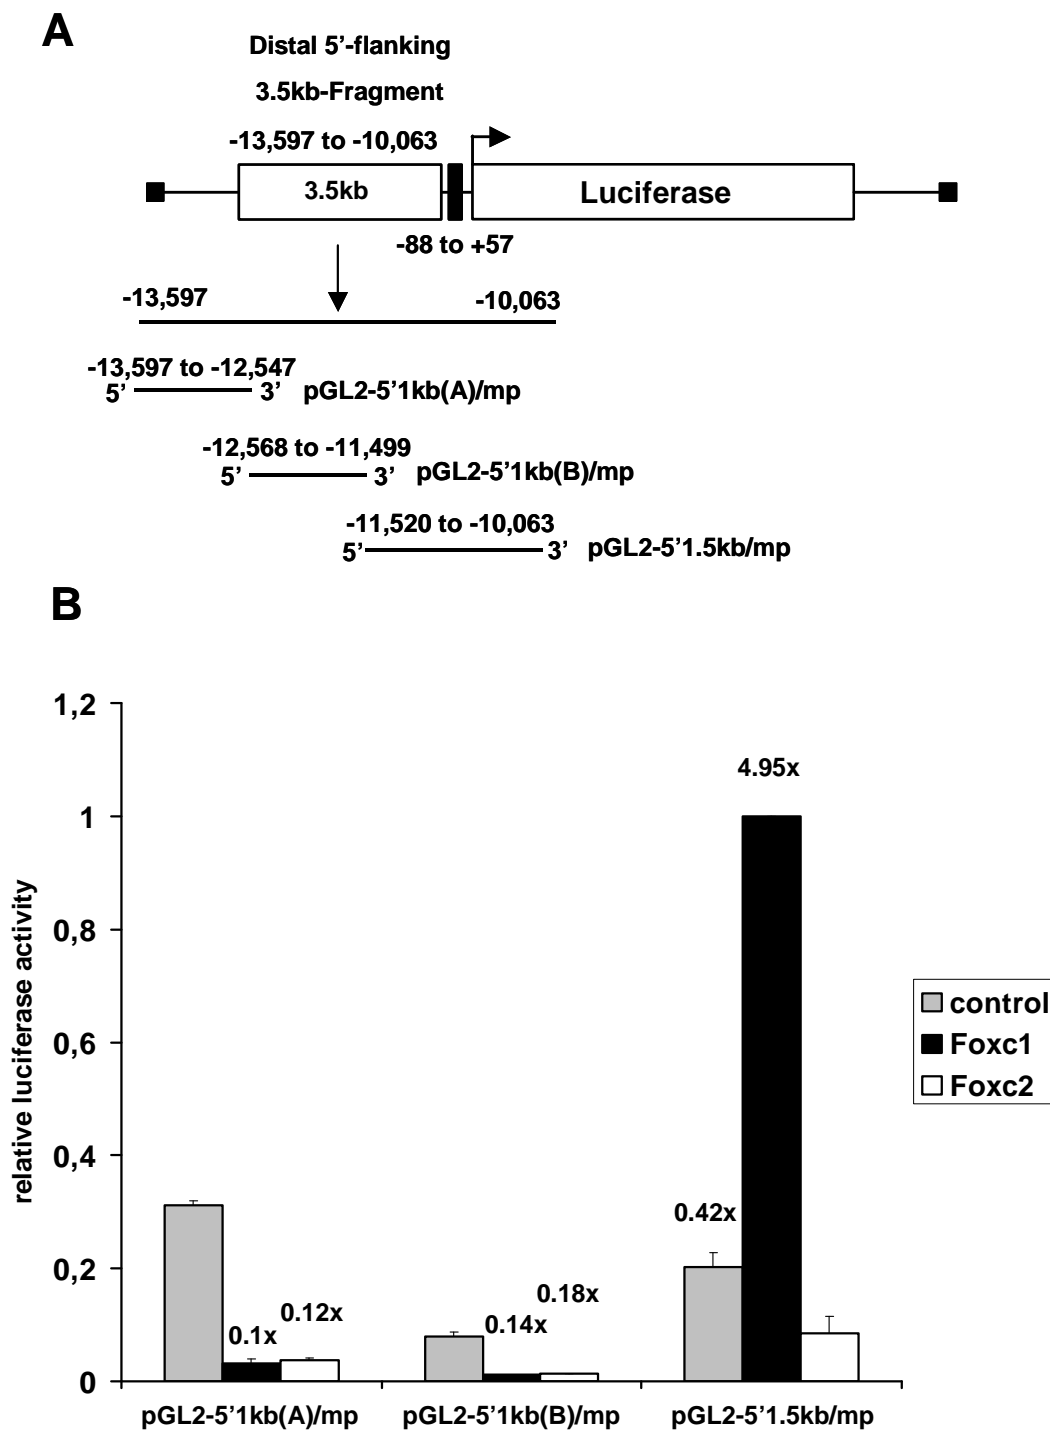 A
Distal 5’-flanking
3.5kb-Fragment
-13,597 to -10,063
3.5kb
Luciferase
-88 to +57
-13,597
-10,063
-13,597 to -12,547
5’ 3’ pGL2-5’1kb(A)/mp
-12,568 to -11,499
5’ 3’ pGL2-5’1kb(B)/mp
-11,520 to -10,063
5’ 3’ pGL2-5’1.5kb/mp
B
relative luciferase activity
1,2
1
0,8
0,6
0,4
0,2
0
0.1x
0.12x
0.14x
0.18x
0.42x
4.95x
pGL2-5’1kb(A)/mp
pGL2-5’1kb(B)/mp
pGL2-5’1.5kb/mp
control
Foxc1
Foxc2